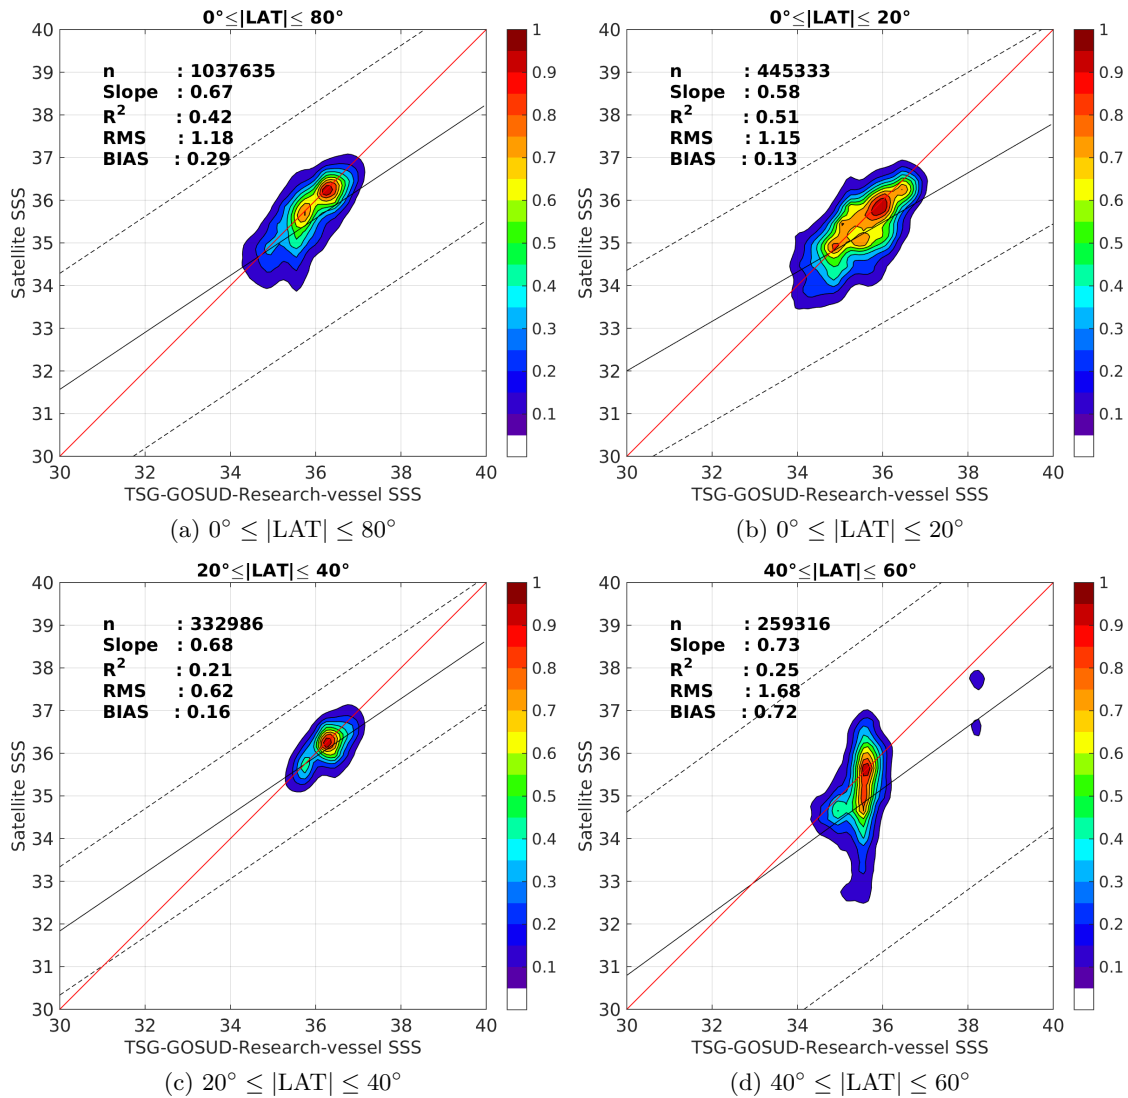 0°≤|LAT|≤ 80°
n : 1037635
Slope : 0.67
R2 : 0.42
RMS : 1.18
BIAS : 0.29
40
39
38
37
36
35
34
33
32
31
30
30 32 34 36 38 40
Satellite SSS
TSG-GOSUD-Research-vessel SSS
1
0.9
0.8
0.7
0.6
0.5
0.4
0.3
0.2
0.1
(a) 0° ≤ |LAT| ≤ 80°
0°≤|LAT|≤ 20°
n : 445333
Slope : 0.58
R2 : 0.51
RMS : 1.15
BIAS : 0.13
40
39
38
37
36
35
34
33
32
31
30
30 32 34 36 38 40
Satellite SSS
TSG-GOSUD-Research-vessel SSS
1
0.9
0.8
0.7
0.6
0.5
0.4
0.3
0.2
0.1
(b) 0° ≤ |LAT| ≤ 20°
20°≤|LAT|≤ 40°
n : 332986
Slope : 0.68
R2 : 0.21
RMS : 0.62
BIAS : 0.16
40
39
38
37
36
35
34
33
32
31
30
30 32 34 36 38 40
Satellite SSS
TSG-GOSUD-Research-vessel SSS
1
0.9
0.8
0.7
0.6
0.5
0.4
0.3
0.2
0.1
(c) 20° ≤ |LAT| ≤ 40°
40°≤|LAT|≤ 60°
n : 259316
Slope : 0.73
R2 : 0.25
RMS : 1.68
BIAS : 0.72
40
39
38
37
36
35
34
33
32
31
30
30 32 34 36 38 40
Satellite SSS
TSG-GOSUD-Research-vessel SSS
1
0.9
0.8
0.7
0.6
0.5
0.4
0.3
0.2
0.1
(d) 40° ≤ |LAT| ≤ 60°